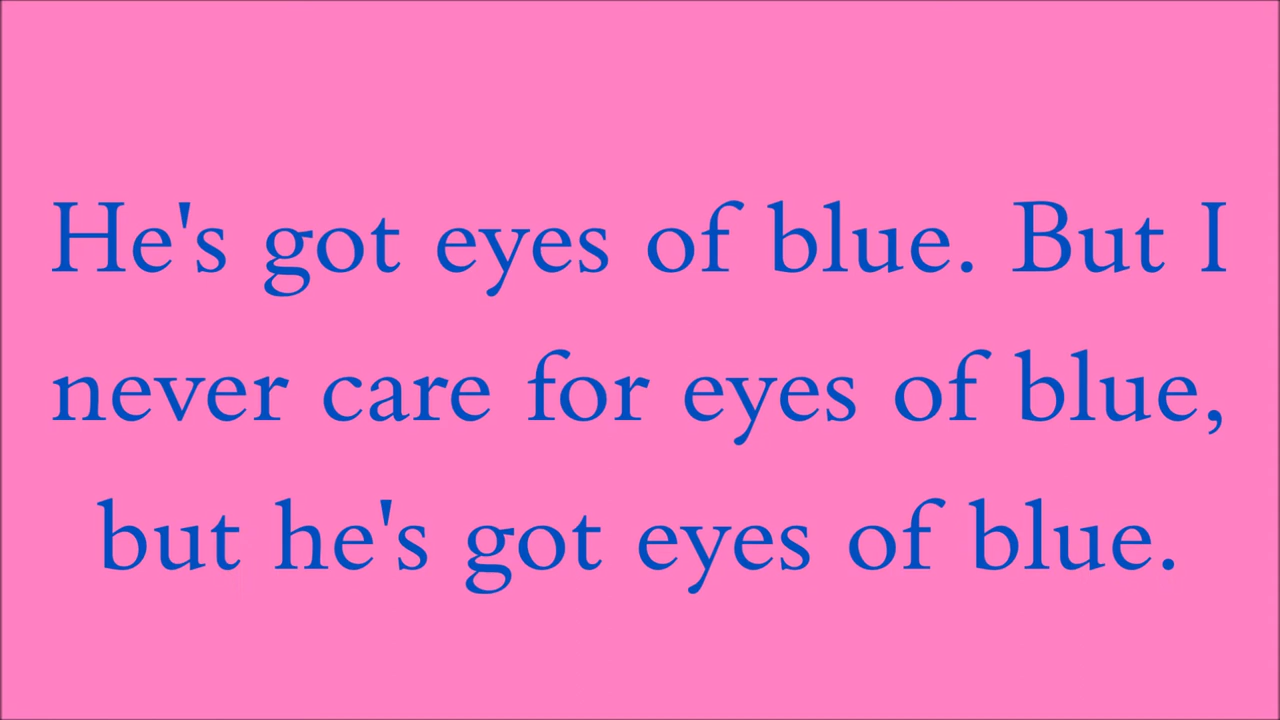 He's got eyes of blue. But I
never care for eyes of blue,
but he's got eyes of blue.